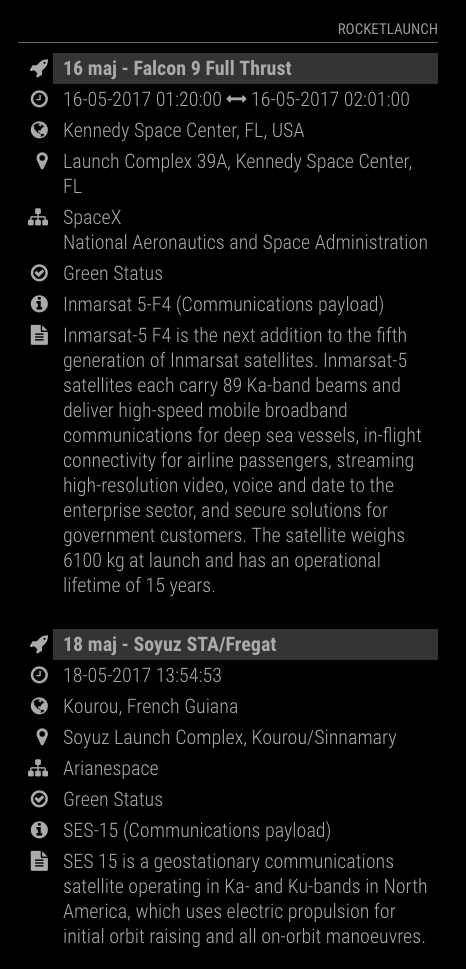 ROCKETLAUNCH
16 maj - Falcon 9 Full Thrust
16-05-2017 01:20:00 ↔ 16-05-2017 02:01:00
Kennedy Space Center, FL, USA
Launch Complex 39A, Kennedy Space Center,
FL
SpaceX
National Aeronautics and Space Administration
Green Status
Inmarsat 5-F4 (Communications payload)
Inmarsat-5 F4 is the next addition to the fifth
generation of Inmarsat satellites. Inmarsat-5
satellites each carry 89 Ka-band beams and
deliver high-speed mobile broadband
communications for deep sea vessels, in-flight
connectivity for airline passengers, streaming
high-resolution video, voice and date to the
enterprise sector, and secure solutions for
government customers. The satellite weighs
6100 kg at launch and has an operational
lifetime of 15 years.
18 maj - Soyuz STA/Fregat
18-05-2017 13:54:53
Kourou, French Guiana
Soyuz Launch Complex, Kourou/Sinnamary
Arianespace
Green Status
SES-15 (Communications payload)
SES 15 is a geostationary communications
satellite operating in Ka- and Ku-bands in North
America, which uses electric propulsion for
initial orbit raising and all on-orbit manoeuvres.